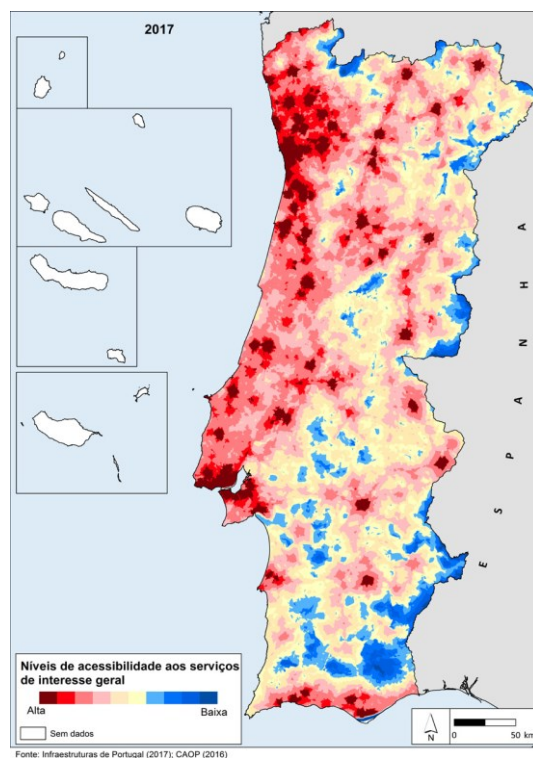 2017
ESPANHA
Níveis de acessibilidade aos serviços
de interesse geral
Alta
Baixa
Sem dados
N
0
50 km
Fonte: Infraestruturas de Portugal (2017); CAOP (2016)